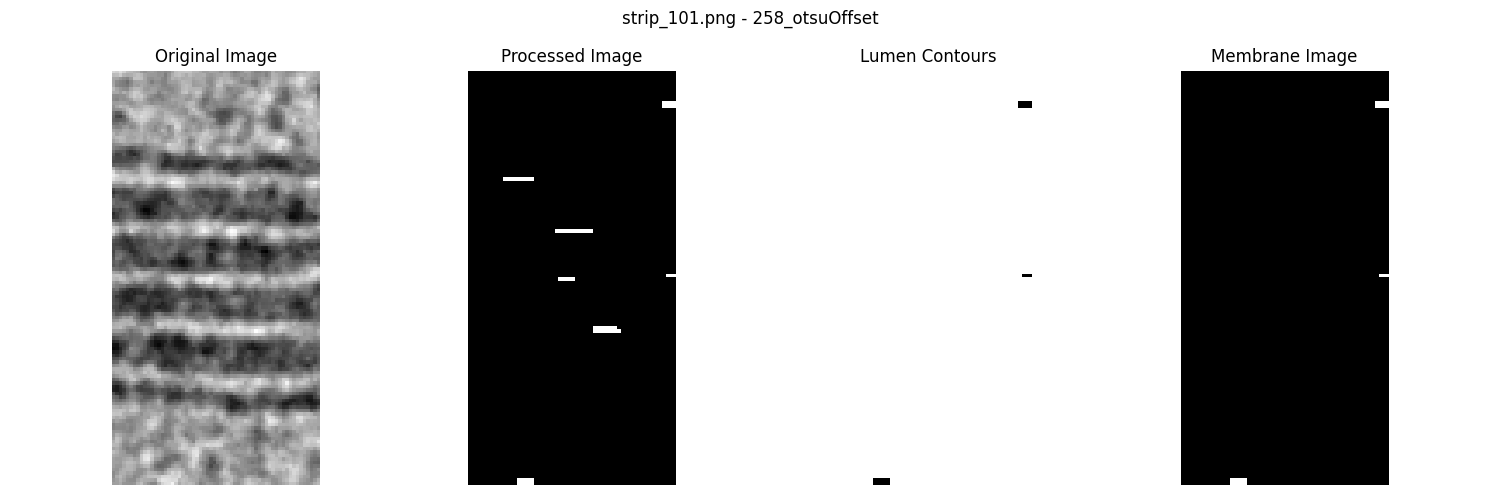 strip_101.png - 258_otsuOffset
Original Image
Processed Image
Lumen Contours
Membrane Image